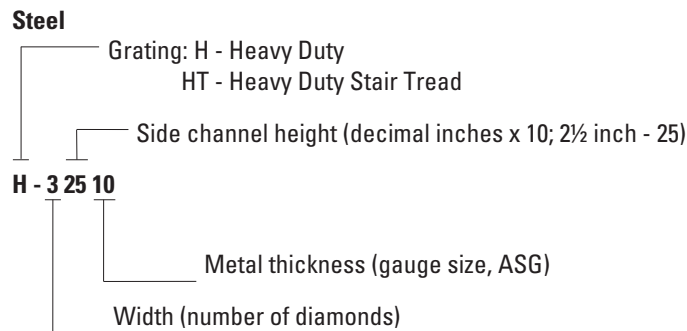 Steel
Grating: H - Heavy Duty
HT - Heavy Duty Stair Tread
Side channel height (decimal inches x 10; 2½ inch - 25)
H - 3 25 10
Metal thickness (gauge size, ASG)
Width (number of diamonds)